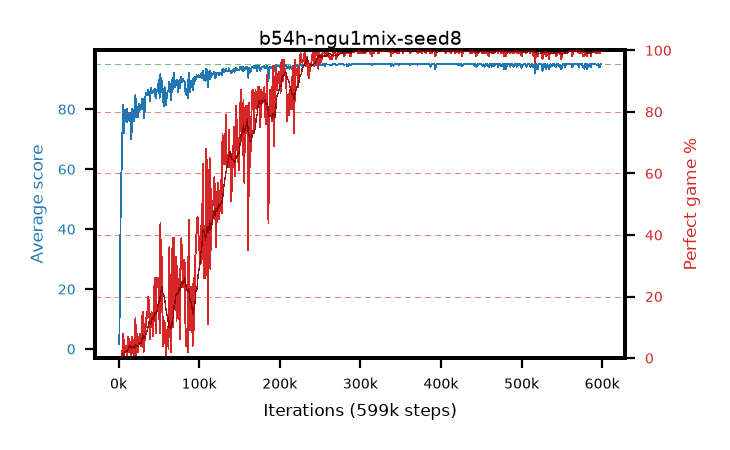 b54h-ngu1mix-seed8
100
80
60
40
20
0
Perfect game %
80
60
40
20
0
Average score
0k 100k 200k 300k 400k 500k 600k
Iterations (599k steps)